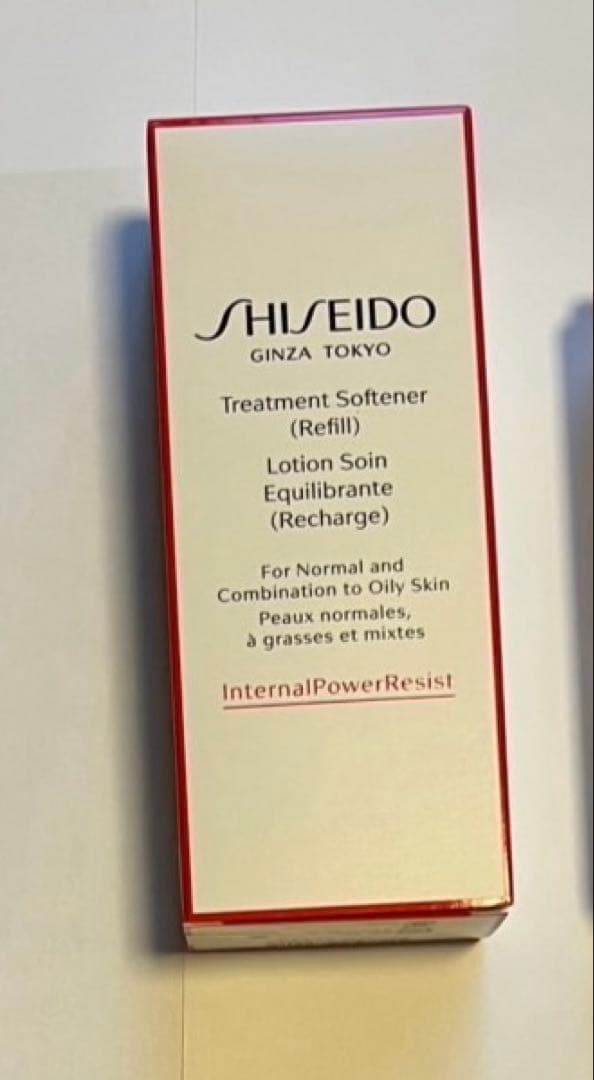 SHISEIDO
GINZA TOKYO
Treatment Softener
(Refill)
Lotion Soin
Equilibrante
(Recharge)
For Normal and
Combination to Oily Skin
Peaux normales,
à grasses et mixtes
InternalPowerResist